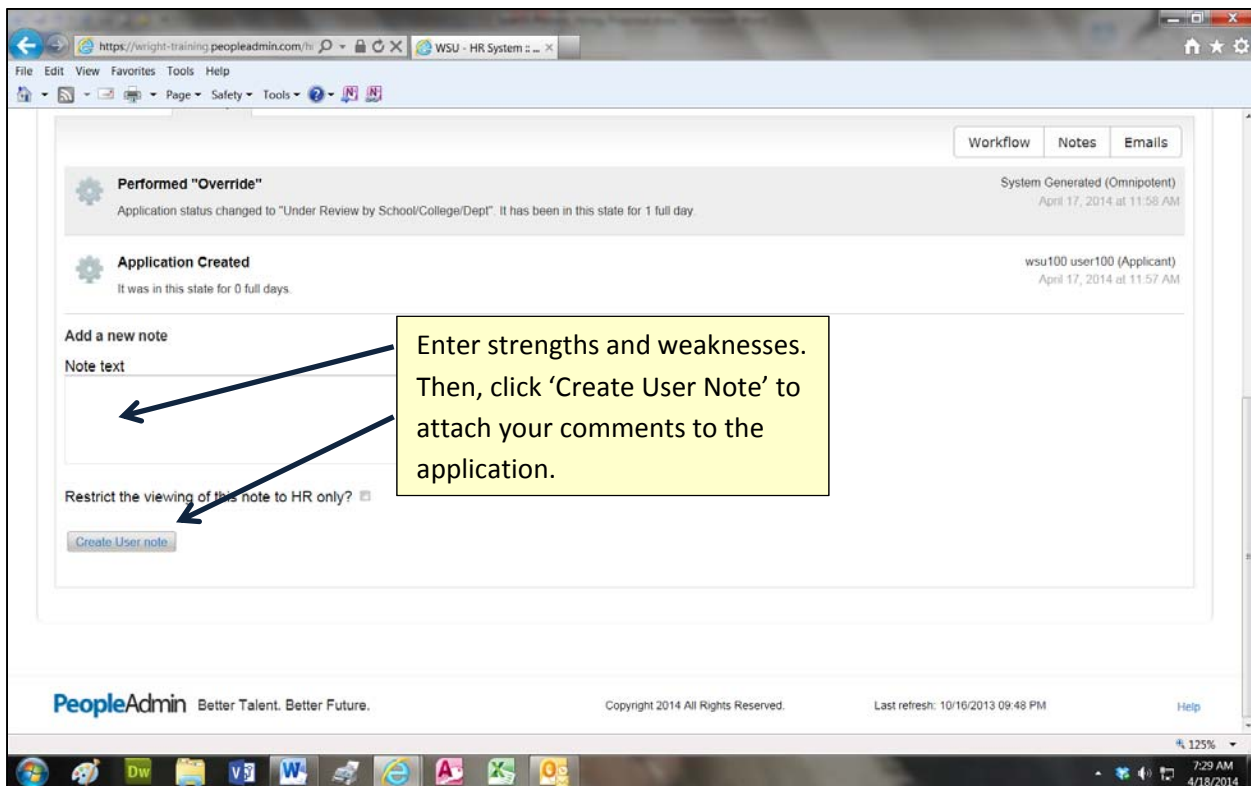 https://wright-training.peopleadmin.com/h
WSU - HR System :: ...
File Edit View Favorites Tools Help
Page Safety Tools
Workflow Notes Emails
Performed "Override"
System Generated (Omnipotent)
Application status changed to "Under Review by School/College/Dept". It has been in this state for 1 full day.
April 17, 2014 at 11:58 AM
Application Created
wsu100 user100 (Applicant)
It was in this state for 0 full days.
April 17, 2014 at 11:57 AM
Add a new note
Note text
Enter strengths and weaknesses.
Then, click ‘Create User Note’ to
attach your comments to the
application.
Restrict the viewing of this note to HR only?
Create User note
PeopleAdmin Better Talent. Better Future.
Copyright 2014 All Rights Reserved.
Last refresh: 10/16/2013 09:48 PM
Help
125%
Dw
7:29 AM
4/18/2014